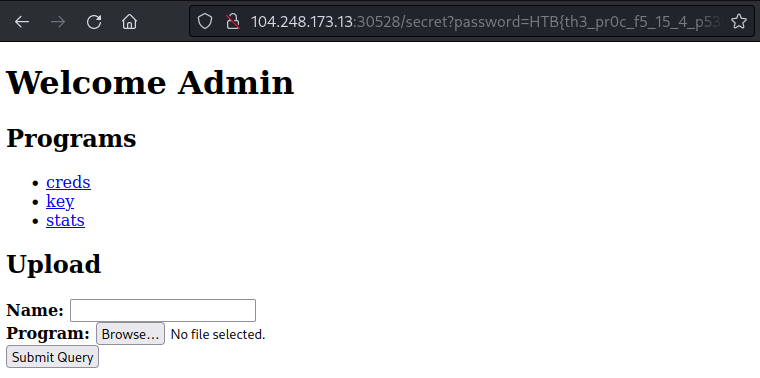 104.248.173.13:30528/secret?password=HTB{th3_pr0c_f5_15_4_p53
Welcome Admin
Programs
creds
key
stats
Upload
Name:
Program: Browse... No file selected.
Submit Query